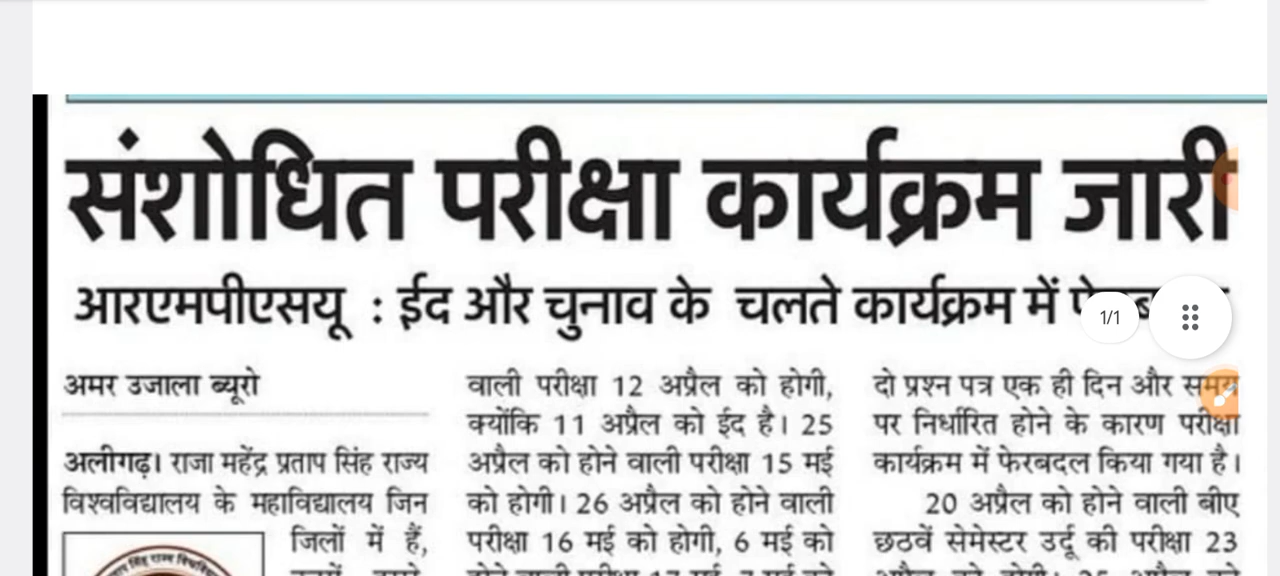 संशोधित परीक्षा कार्यक्रम जारी
आरएमपीएसयू : ईद और चुनाव के चलते कार्यक्रम में
1/1
अमर उजाला ब्यूरो
अलीगढ़। राजा महेंद्र प्रताप सिंह राज्य
विश्वविद्यालय के महाविद्यालय जिन
जिलों में हैं,
वाली परीक्षा 12 अप्रैल को होगी,
क्योंकि 11 अप्रैल को ईद है। 25
अप्रैल को होने वाली परीक्षा 15 मई
को होगी। 26 अप्रैल को होने वाली
परीक्षा 16 मई को होगी, 6 मई को
दो प्रश्न पत्र एक ही दिन और समय
पर निर्धारित होने के कारण परीक्षा
कार्यक्रम में फेरबदल किया गया है।
20 अप्रैल को होने वाली बीए
छठवें सेमेस्टर उर्दू की परीक्षा 23